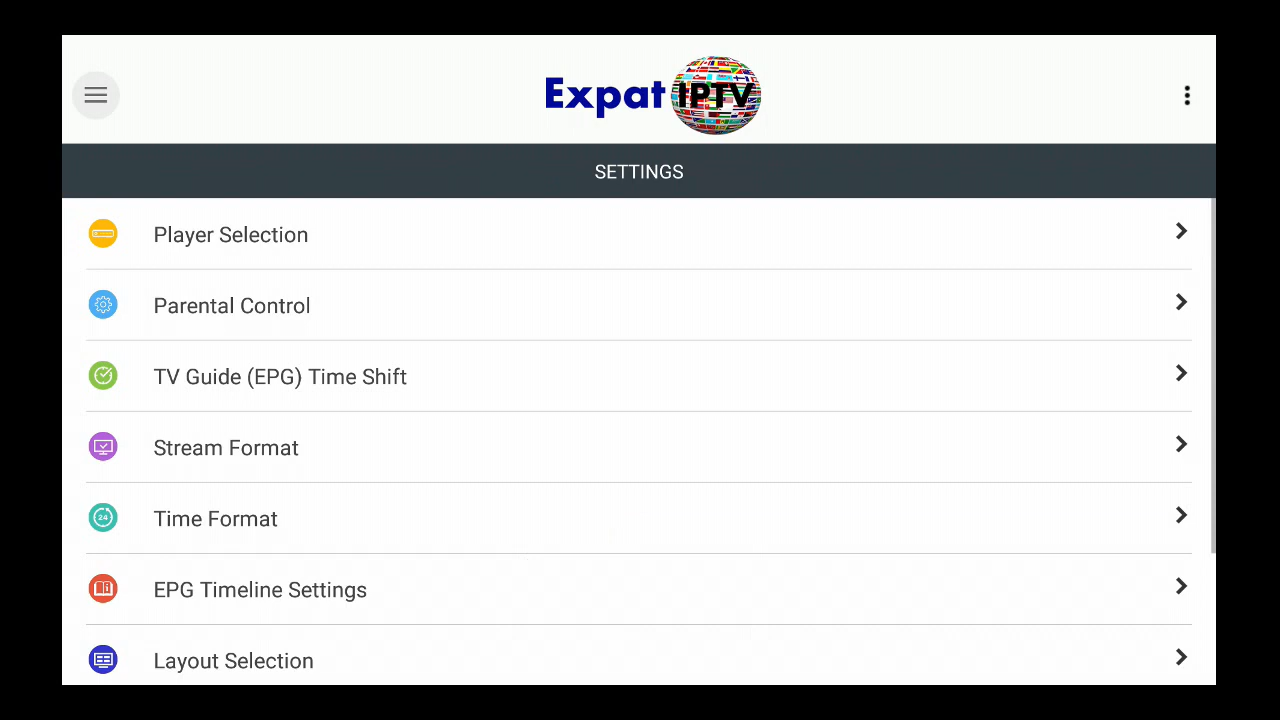 Expat IPTV
SETTINGS
Player Selection
Parental Control
TV Guide (EPG) Time Shift
Stream Format
24
Time Format
EPG Timeline Settings
Layout Selection